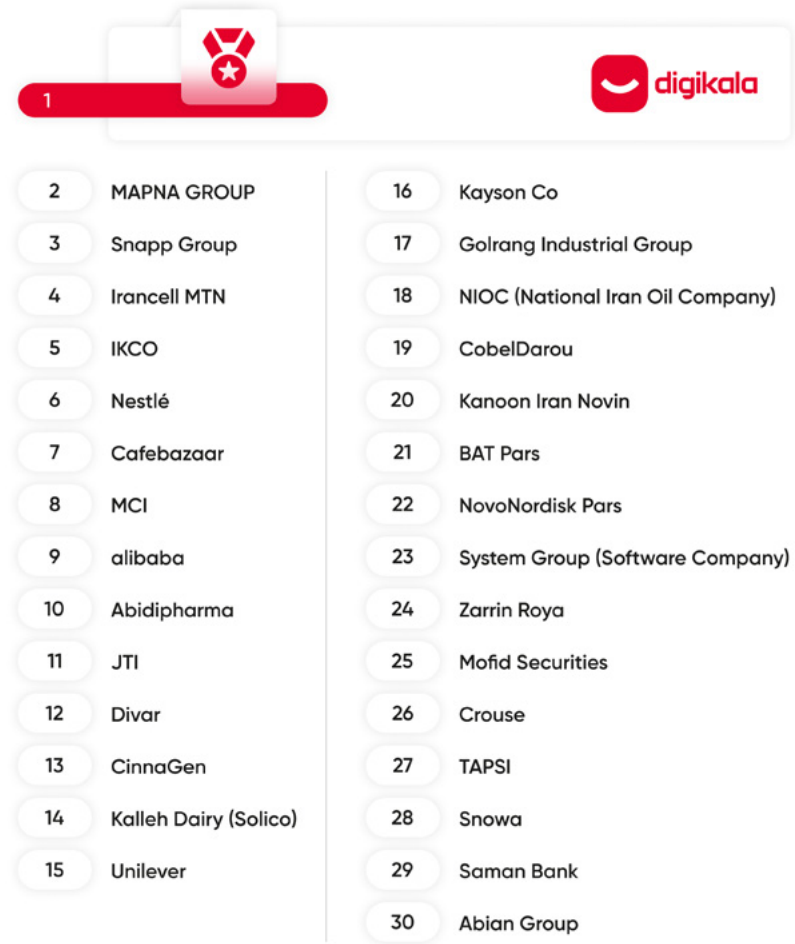 1
digikala
2 MAPNA GROUP
3 Snapp Group
4 Irancell MTN
5 IKCO
6 Nestlé
7 Cafebazaar
8 MCI
9 alibaba
10 Abidipharma
11 JTI
12 Divar
13 CinnaGen
14 Kalleh Dairy (Solico)
15 Unilever
16 Kayson Co
17 Golrang Industrial Group
18 NIOC (National Iran Oil Company)
19 CobelDarou
20 Kanoon Iran Novin
21 BAT Pars
22 NovoNordisk Pars
23 System Group (Software Company)
24 Zarrin Roya
25 Mofid Securities
26 Crouse
27 TAPSI
28 Snowa
29 Saman Bank
30 Abian Group